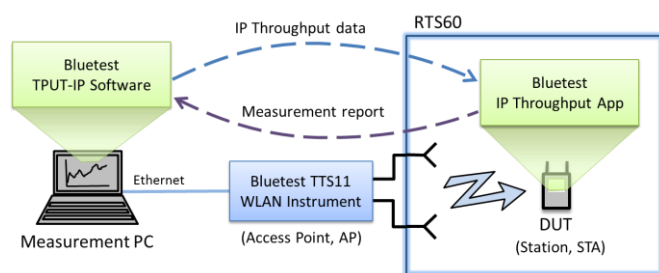 RTS60
IP Throughput data
Bluetest
TPUT-IP Software
Bluetest
IP Throughput App
Measurement report
Ethernet
Bluetest TTS11
WLAN Instrument
(Access Point, AP)
Measurement PC
DUT
(Station, STA)